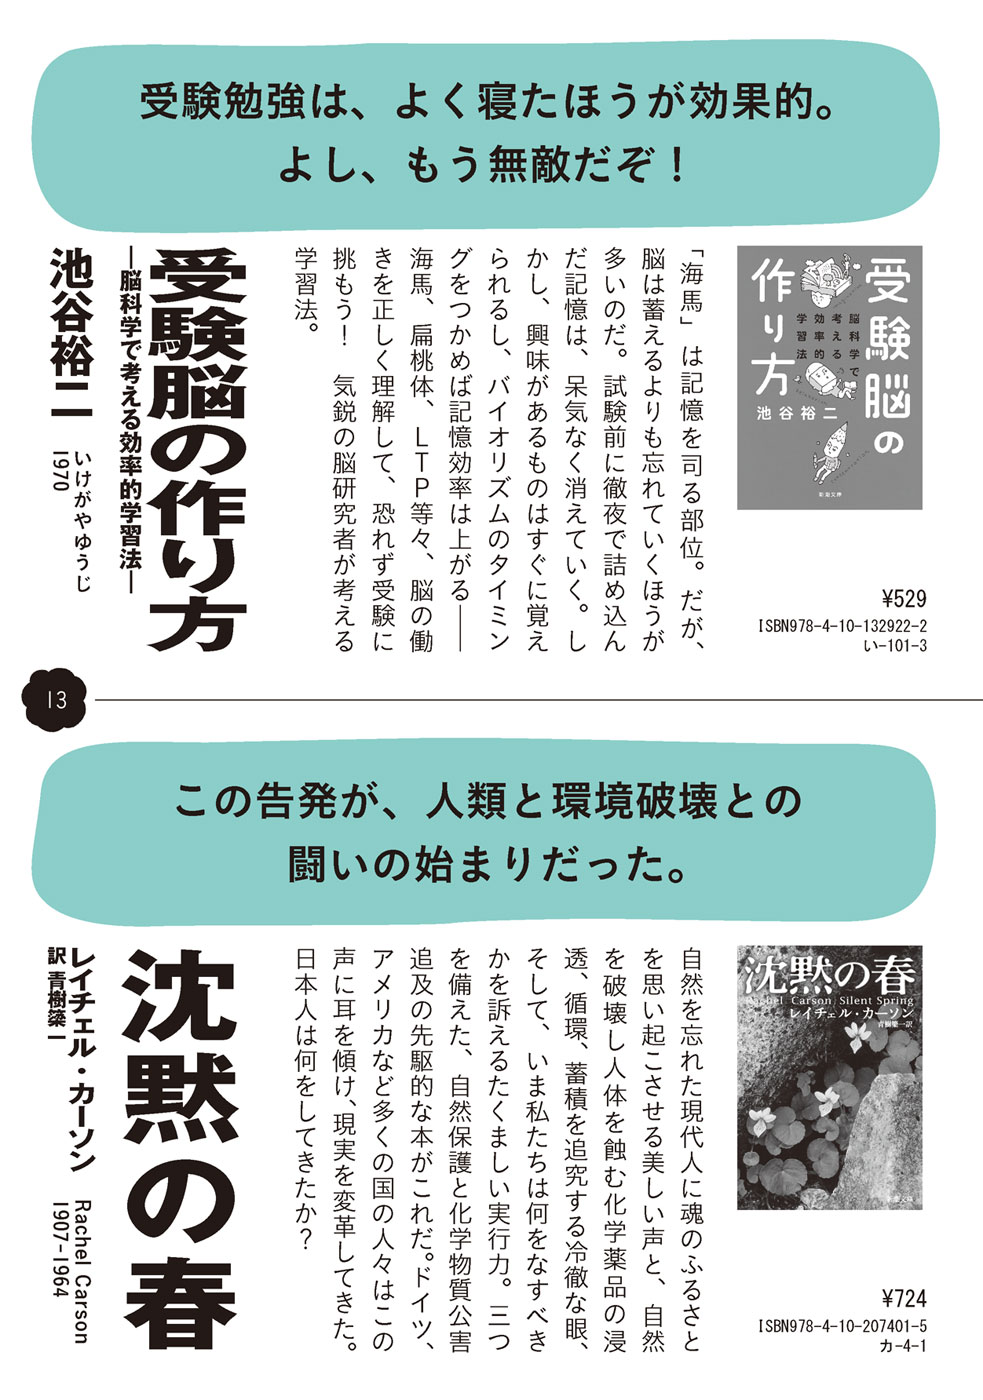 受験勉強は、よく寝たほうが効果的。
よし、もう無敵だぞ！
受験脳の
作り方
脳科学で
考える
効率的
学習法
池谷裕二
新潮文庫
¥529
ISBN978-4-10-132922-2
い-101-3
「海馬」は記憶を司る部位。だが、
脳は蓄えるよりも忘れていくほうが
多いのだ。試験前に徹夜で詰め込ん
だ記憶は、呆気なく消えていく。し
かし、興味があるものはすぐに覚え
られるし、バイオリズムのタイミン
グをつかめば記憶効率は上がる――
海馬、扁桃体、LTP等々、脳の働
きを正しく理解して、恐れず受験に
挑もう！　気鋭の脳研究者が考える
学習法。
受験脳の作り方
―脳科学で考える効率的学習法―
池谷裕二
いけがやゆうじ
1970
13
この告発が、人類と環境破壊との
闘いの始まりだった。
沈黙の春
Rachel Carson Silent Spring
レイチェル・カーソン
青樹簗一訳
新潮文庫
¥724
ISBN978-4-10-207401-5
カ-4-1
自然を忘れた現代人に魂のふるさと
を思い起こさせる美しい声と、自然
を破壊し人体を蝕む化学薬品の浸
透、循環、蓄積を追究する冷徹な眼、
そして、いま私たちは何をなすべき
かを訴えるたくましい実行力。三つ
を備えた、自然保護と化学物質公害
追及の先駆的な本がこれだ。ドイツ、
アメリカなど多くの国の人々はこの
声に耳を傾け、現実を変革してきた。
日本人は何をしてきたか？
沈黙の春
レイチェル・カーソン
訳 青樹簗一
Rachel Carson
1907-1964